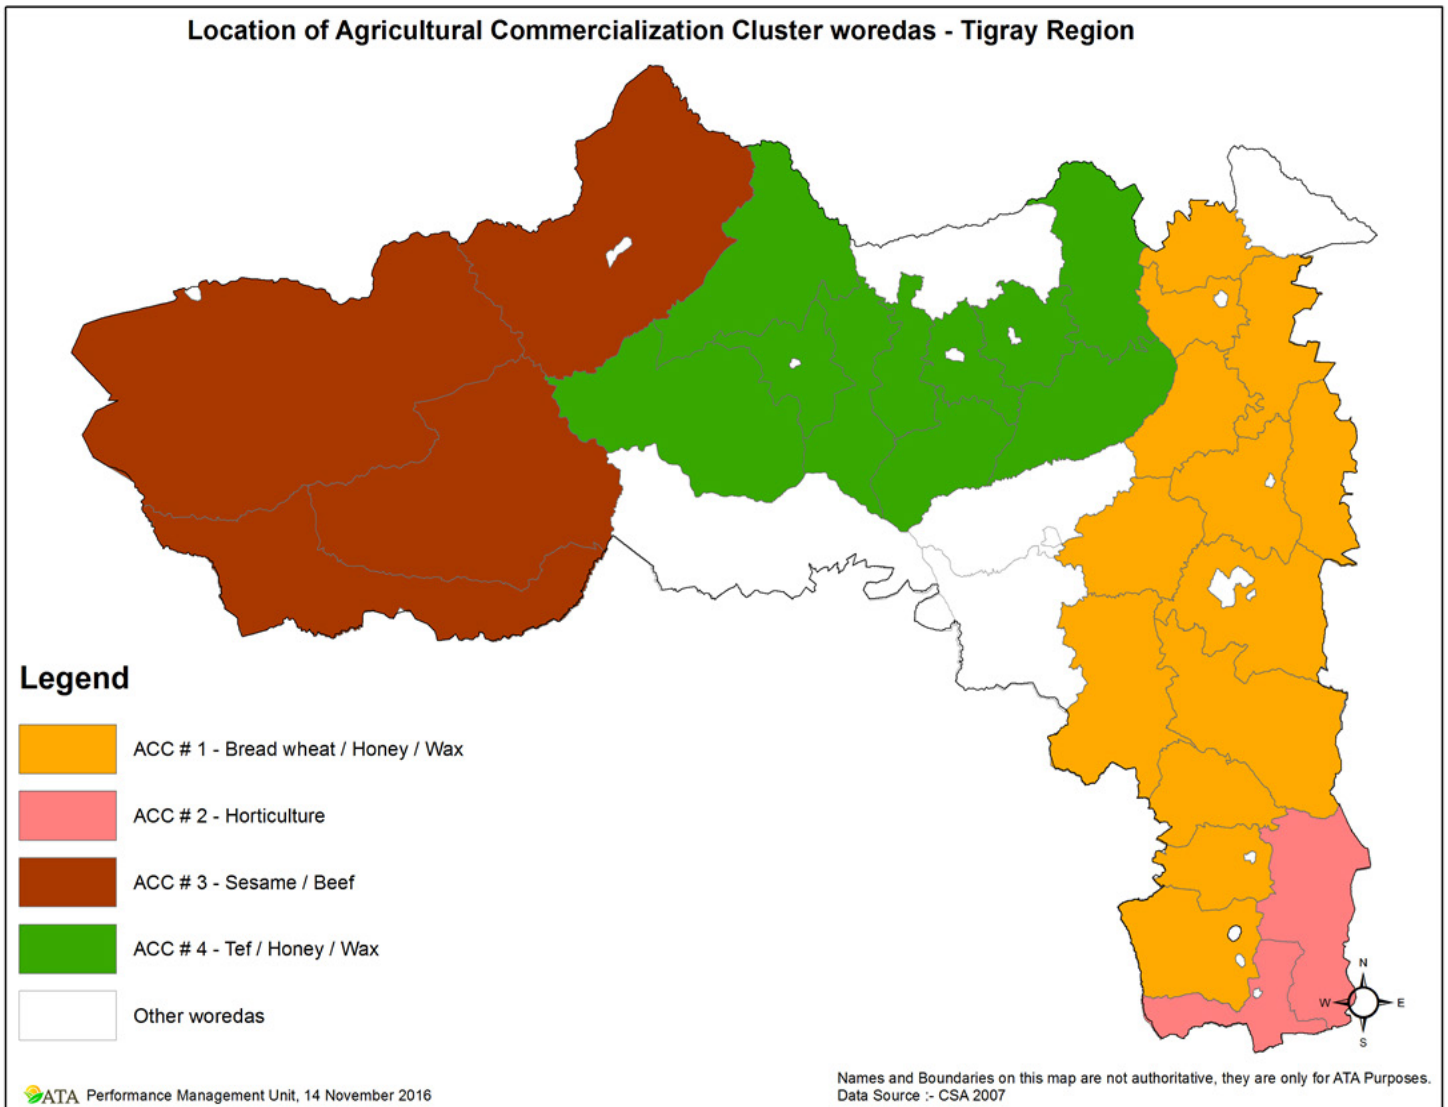 Location of Agricultural Commercialization Cluster woredas - Tigray Region
Legend
ACC # 1 - Bread wheat / Honey / Wax
ACC # 2 - Horticulture
ACC # 3 - Sesame / Beef
ACC # 4 - Tef / Honey / Wax
Other woredas
N
W
E
S
ATA Performance Management Unit, 14 November 2016
Names and Boundaries on this map are not authoritative, they are only for ATA Purposes.
Data Source :- CSA 2007